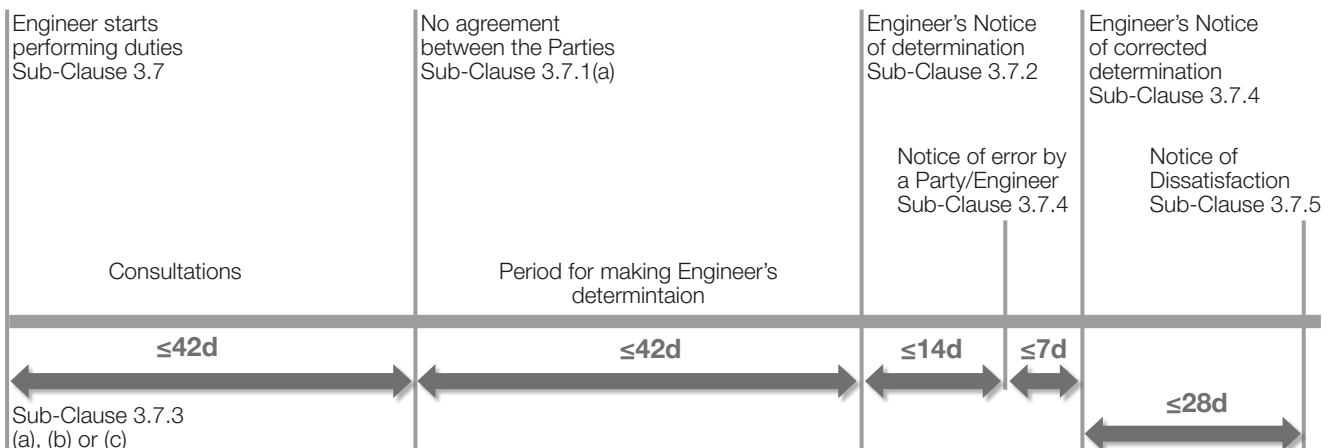 Engineer starts
performing duties
Sub-Clause 3.7
No agreement
between the Parties
Sub-Clause 3.7.1(a)
Engineer's Notice
of determination
Sub-Clause 3.7.2
Engineer's Notice
of corrected
determination
Sub-Clause 3.7.4
Notice of error by
a Party/Engineer
Sub-Clause 3.7.4
Notice of
Dissatisfaction
Sub-Clause 3.7.5
Consultations
Period for making Engineer's
determintaion
≤42d
≤42d
≤14d
≤7d
≤28d
Sub-Clause 3.7.3
(a), (b) or (c)